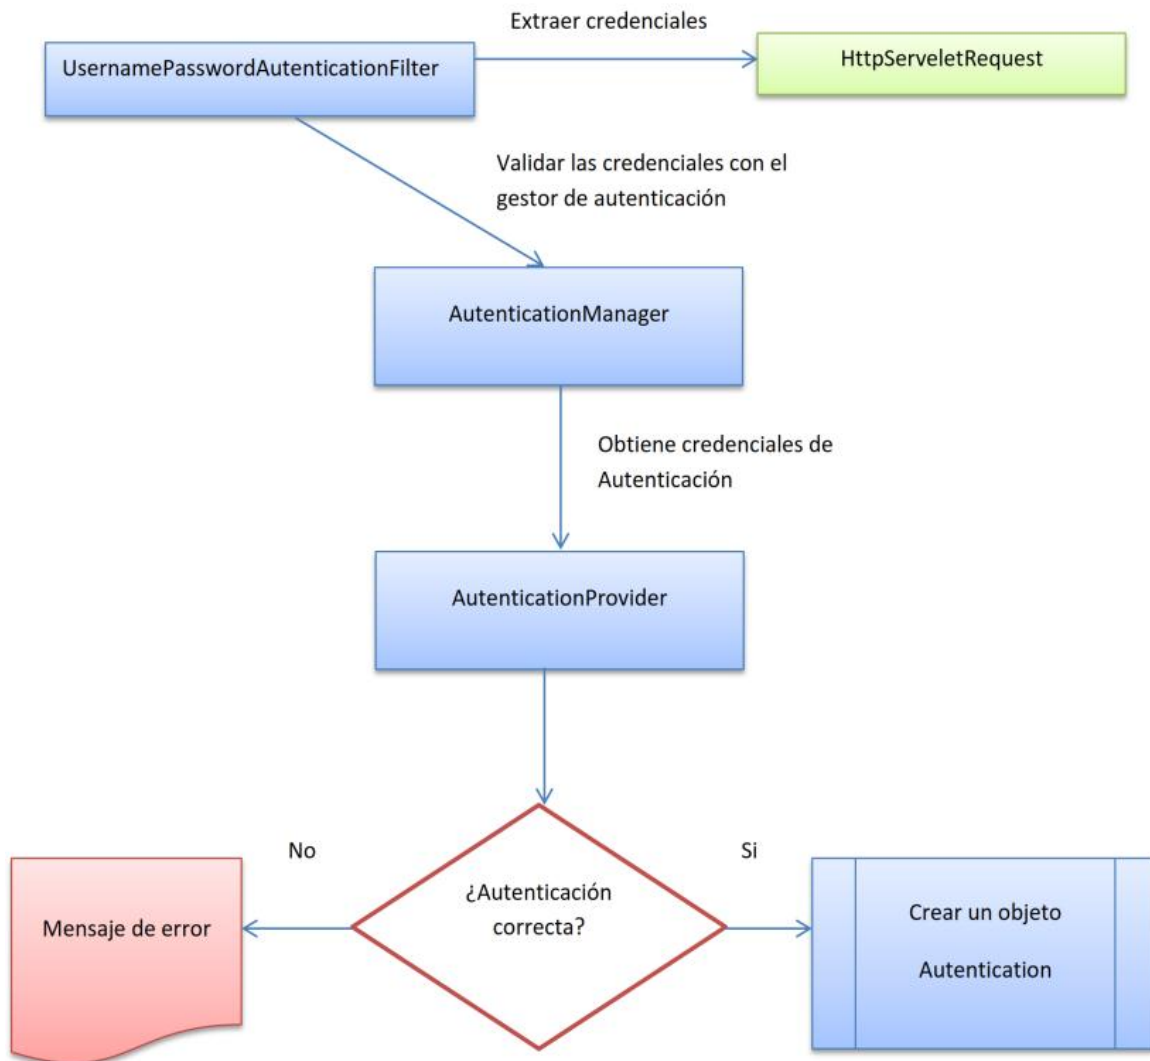 Extraer credenciales
UsernamePasswordAutenticationFilter
HttpServeletRequest
Validar las credenciales con el
gestor de autenticación
AutenticationManager
Obtiene credenciales de
Autenticación
AutenticationProvider
No
Si
¿Autenticación
correcta?
Mensaje de error
Crear un objeto
Autentication